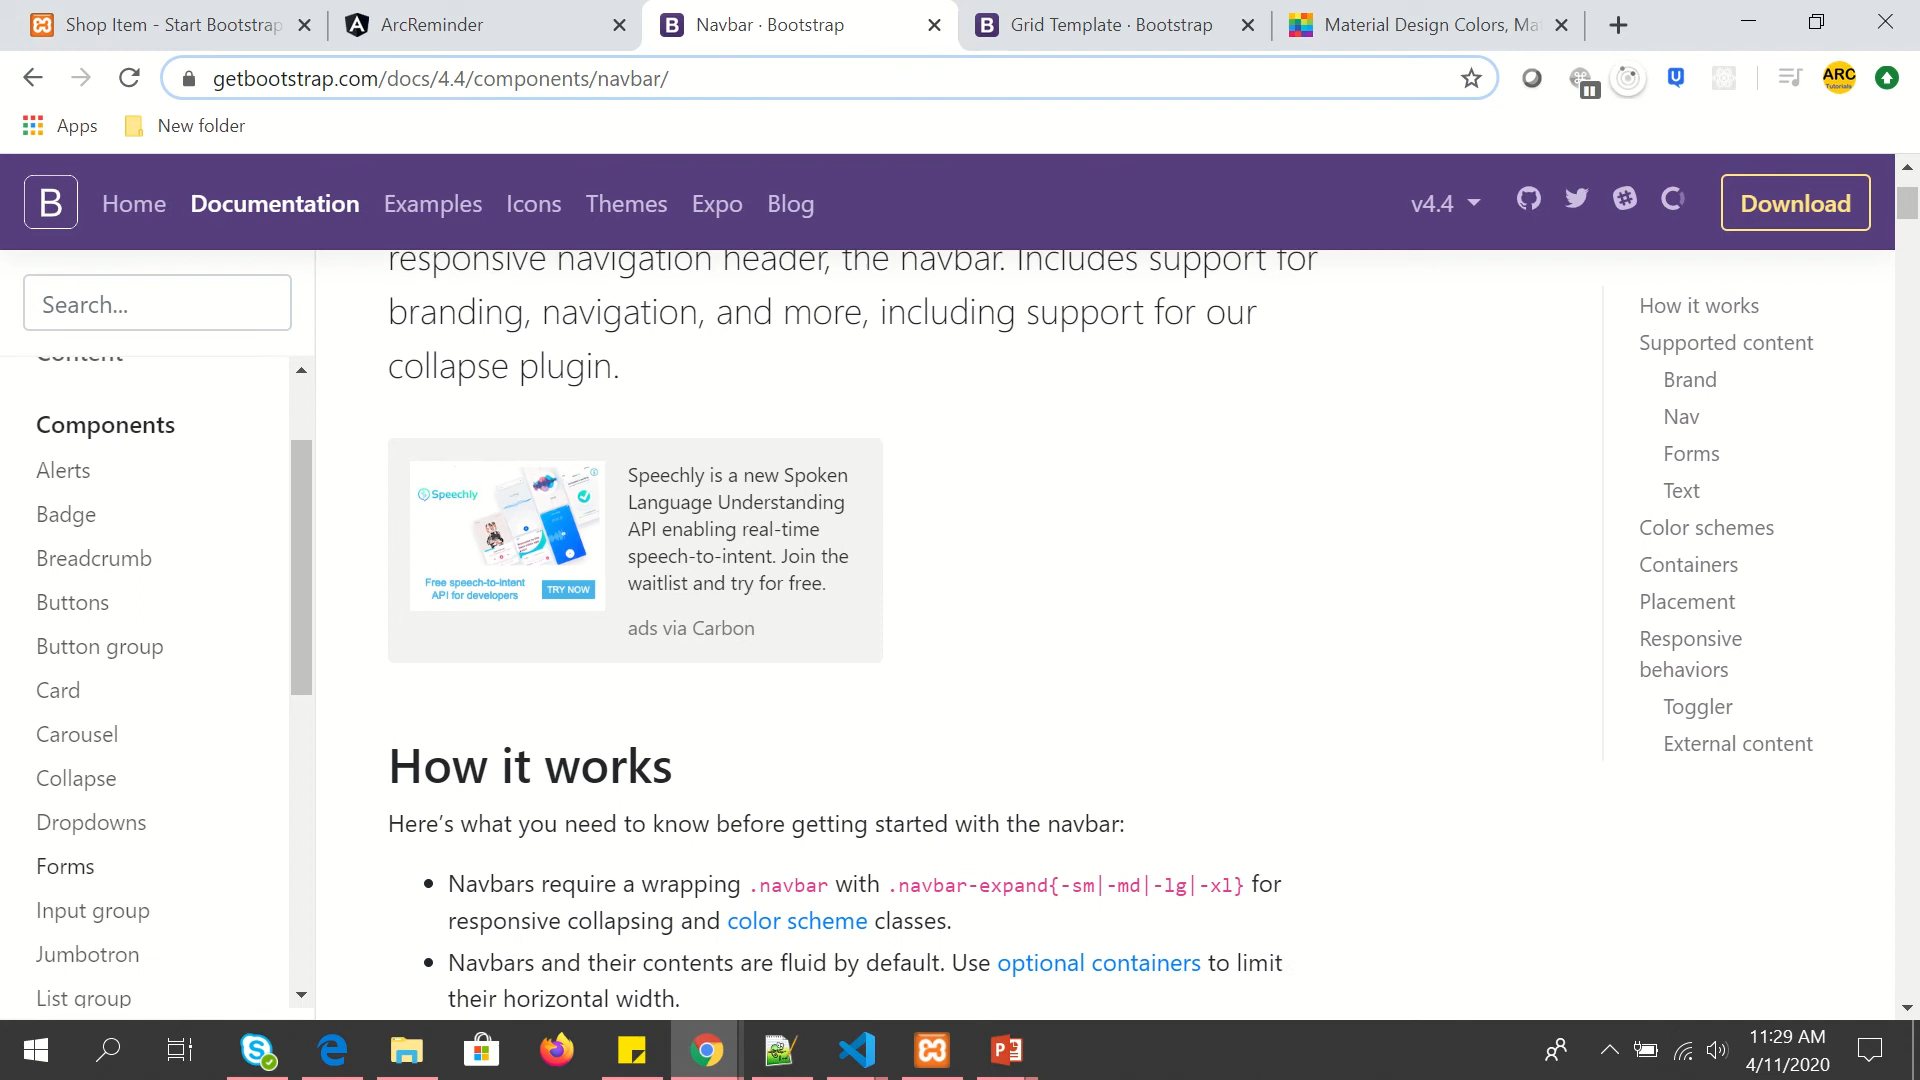 Shop Item - Start Bootstrap
ArcReminder
Navbar · Bootstrap
Grid Template · Bootstrap
Material Design Colors, Ma
getbootstrap.com/docs/4.4/components/navbar/
ARC
Tutorials
Apps
New folder
B
Home
Documentation
Examples
Icons
Themes
Expo
Blog
v4.4
Download
Search...
Content
Components
Alerts
Badge
Breadcrumb
Buttons
Button group
Card
Carousel
Collapse
Dropdowns
Forms
Input group
Jumbotron
List group
responsive navigation header, the navbar. Includes support for
branding, navigation, and more, including support for our
collapse plugin.
Speechly
Free speech-to-intent
API for developers
TRY NOW
Speechly is a new Spoken
Language Understanding
API enabling real-time
speech-to-intent. Join the
waitlist and try for free.
ads via Carbon
How it works
Here’s what you need to know before getting started with the navbar:
Navbars require a wrapping .navbar with .navbar-expand{-sm|-md|-lg|-xl} for
responsive collapsing and color scheme classes.
Navbars and their contents are fluid by default. Use optional containers to limit
their horizontal width.
How it works
Supported content
Brand
Nav
Forms
Text
Color schemes
Containers
Placement
Responsive
behaviors
Toggler
External content
11:29 AM
4/11/2020